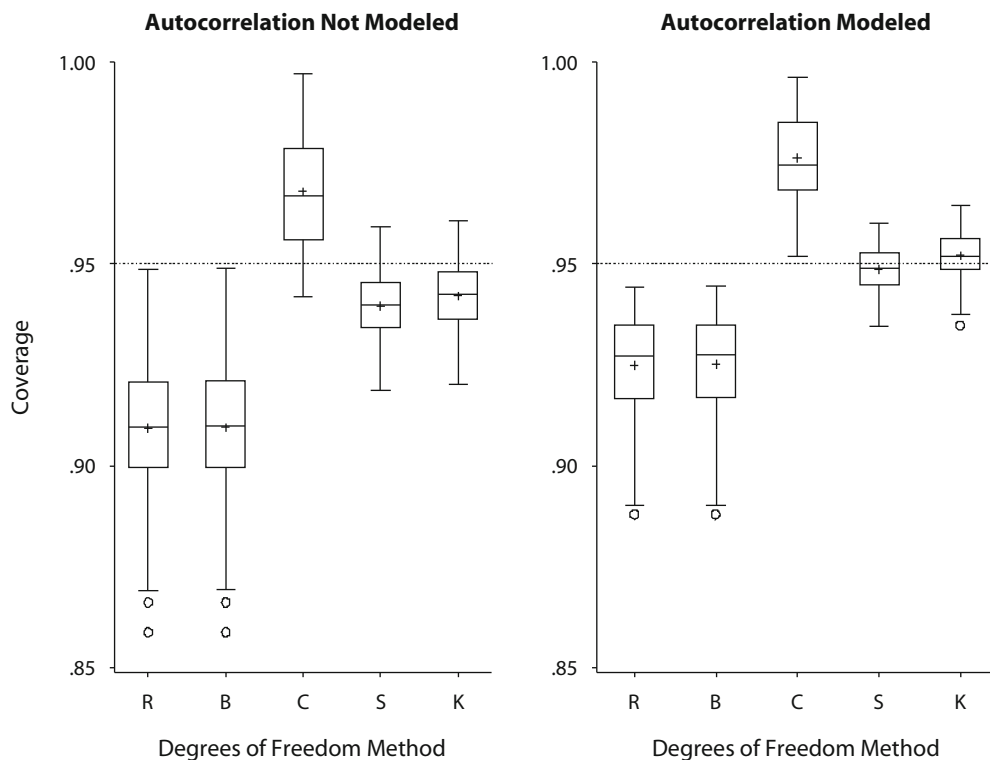 Autocorrelation Not Modeled
1.00
.95
.90
.85
Coverage
R B C S K
Degrees of Freedom Method
Autocorrelation Modeled
1.00
.95
.90
.85
R B C S K
Degrees of Freedom Method